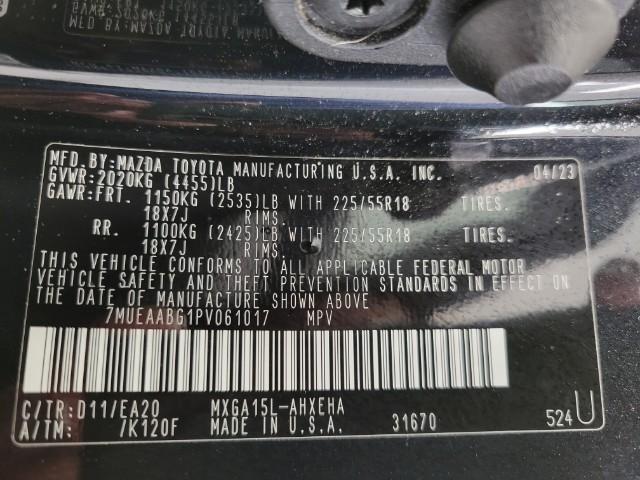 MFD. BY:MAZDA TOYOTA MANUFACTURING U.S.A., INC. 04/23
GVWR:2020KG (4455)LB
GAWR:FRT. 1150KG (2535)LB WITH 225/55R18 TIRES.
18X7J RIMS.
RR. 1100KG (2425)LB WITH 225/55R18 TIRES.
18X7J RIMS.
THIS VEHICLE CONFORMS TO ALL APPLICABLE FEDERAL MOTOR
VEHICLE SAFETY AND THEFT PREVENTION STANDARDS IN EFFECT ON
THE DATE OF MANUFACTURE SHOWN ABOVE
7MUEAABG1PV061017 MPV
C/TR:D11/EA20 MXGA15L-AHXEHA
A/TM: /K120F MADE IN U.S.A. 31670 524 U